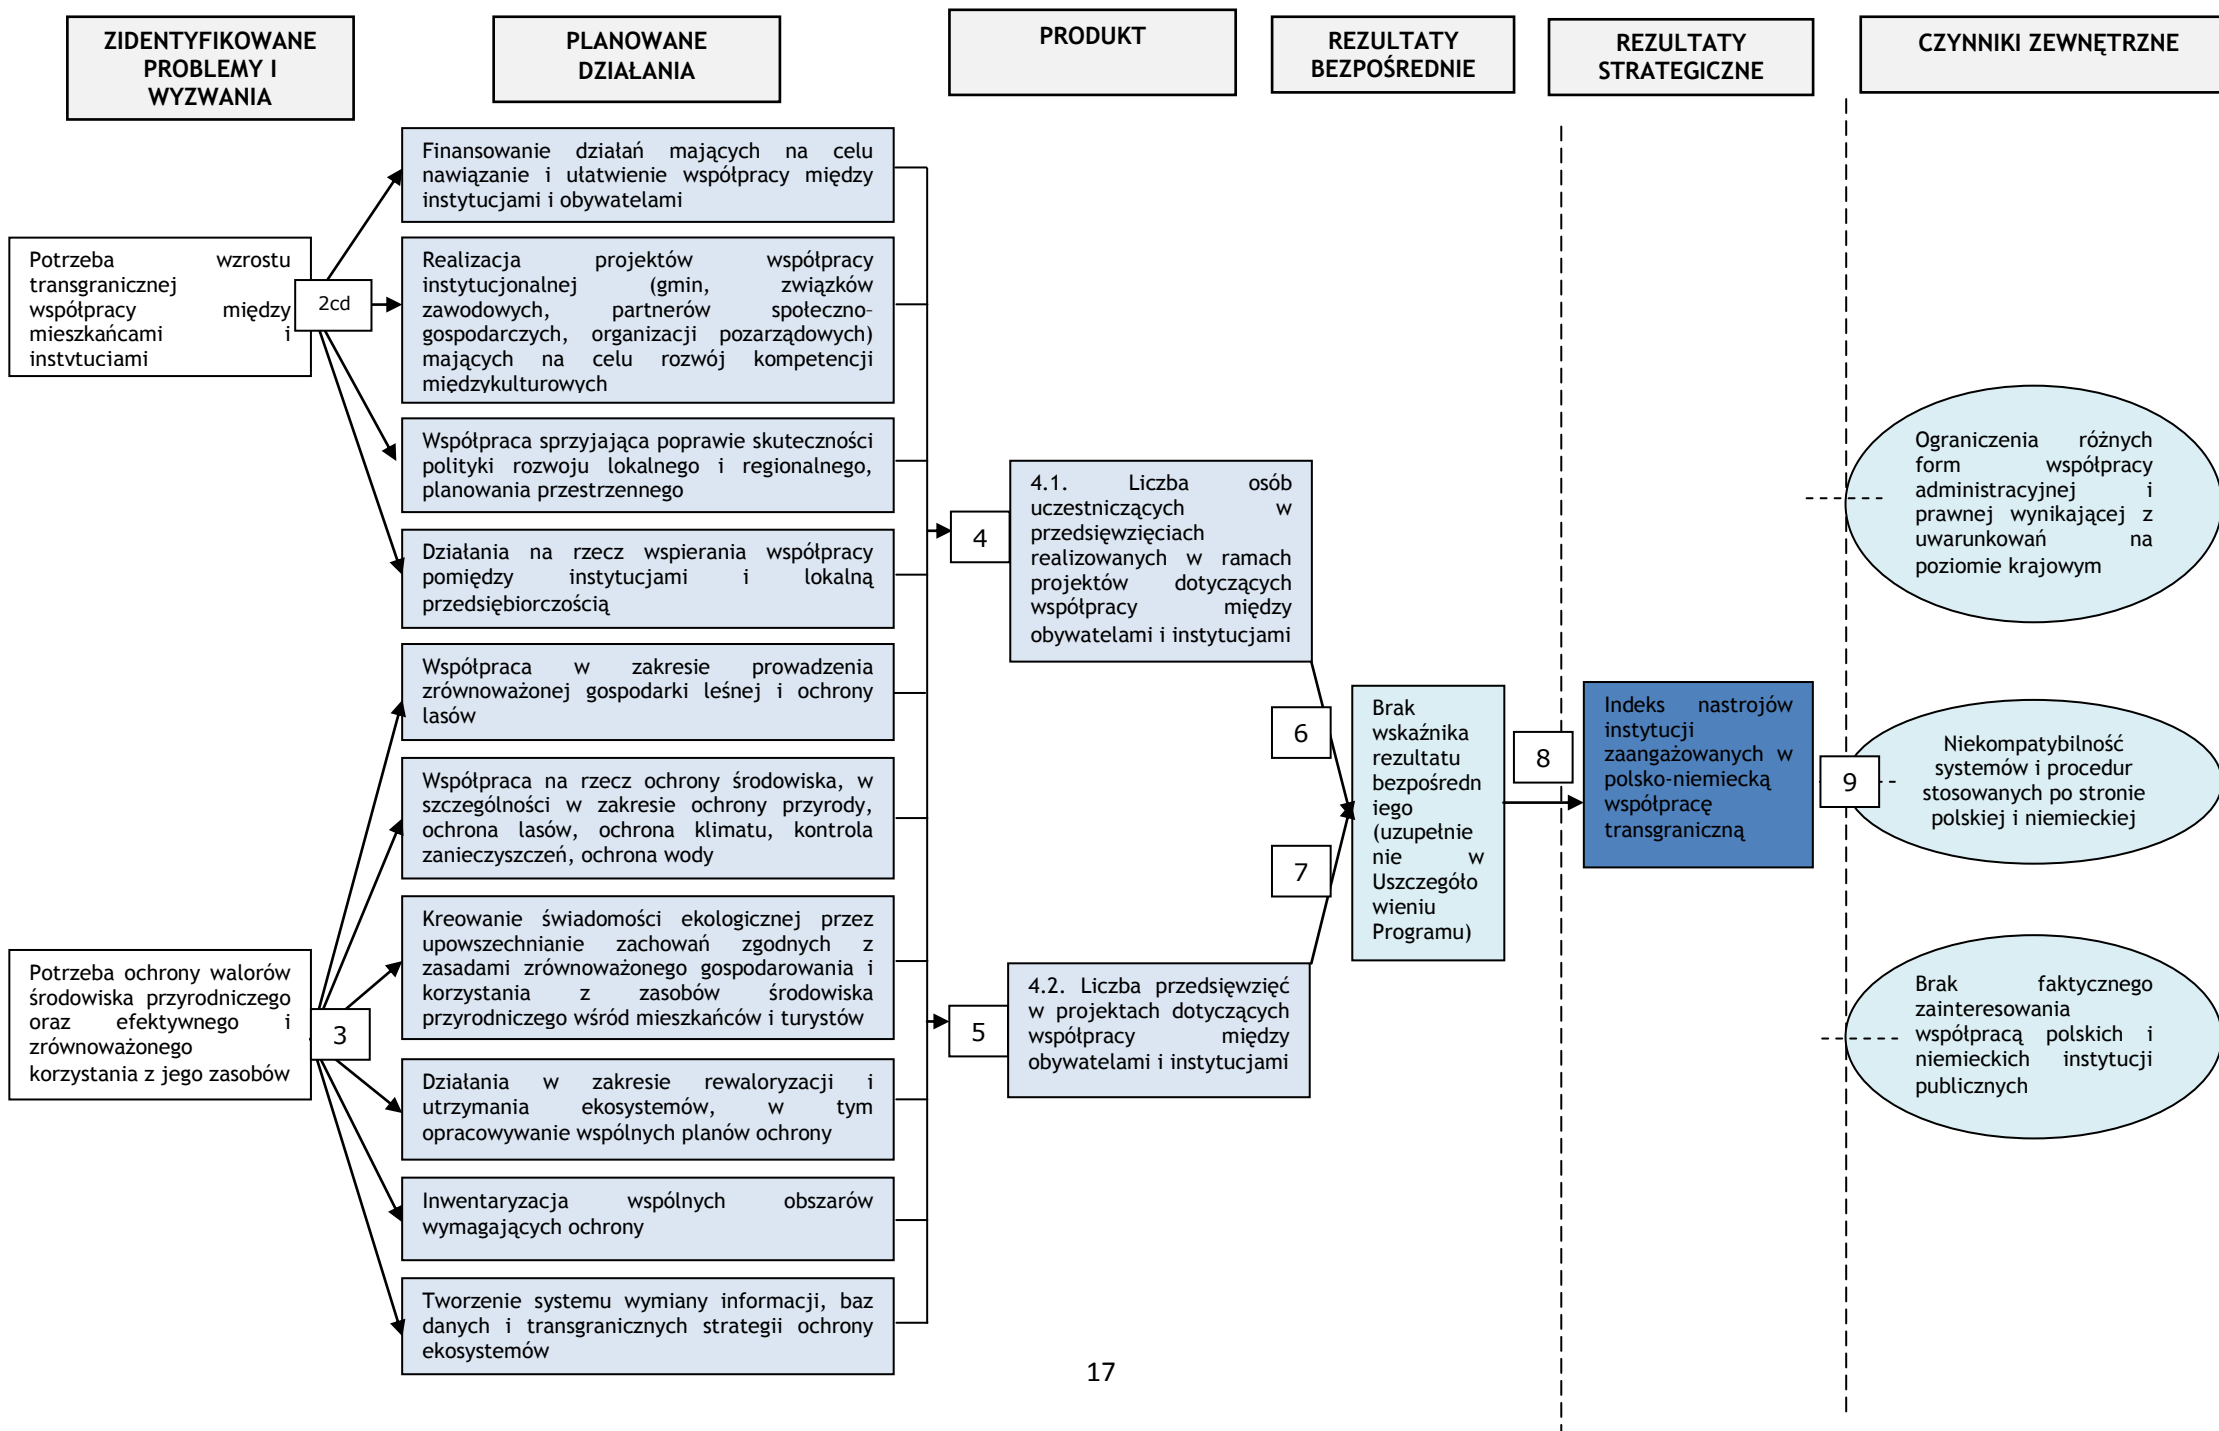 ZIDENTYFIKOWANE
PROBLEMY I
WYZWANIA
PLANOWANE
DZIAŁANIA
PRODUKT
REZULTATY
BEZPOŚREDNIE
REZULTATY
STRATEGICZNE
CZYNNIKI ZEWNĘTRZNE
Potrzeba wzrostu
transgranicznej
współpracy między
mieszkańcami i
instytucjami
2cd
Potrzeba ochrony walorów
środowiska przyrodniczego
oraz efektywnego i
zrównoważonego
korzystania z jego zasobów
3
Finansowanie działań mających na celu
nawiązanie i ułatwienie współpracy między
instytucjami i obywatelami
Realizacja projektów współpracy
instytucjonalnej (gmin, związków
zawodowych, partnerów społeczno-
gospodarczych, organizacji pozarządowych)
mających na celu rozwój kompetencji
międzykulturowych
Współpraca sprzyjająca poprawie skuteczności
polityki rozwoju lokalnego i regionalnego,
planowania przestrzennego
Działania na rzecz wspierania współpracy
pomiędzy instytucjami i lokalną
przedsiębiorczością
Współpraca w zakresie prowadzenia
zrównoważonej gospodarki leśnej i ochrony
lasów
Współpraca na rzecz ochrony środowiska, w
szczególności w zakresie ochrony przyrody,
ochrona lasów, ochrona klimatu, kontrola
zanieczyszczeń, ochrona wody
Kreowanie świadomości ekologicznej przez
upowszechnianie zachowań zgodnych z
zasadami zrównoważonego gospodarowania i
korzystania z zasobów środowiska
przyrodniczego wśród mieszkańców i turystów
Działania w zakresie rewaloryzacji i
utrzymania ekosystemów, w tym
opracowywanie wspólnych planów ochrony
Inwentaryzacja wspólnych obszarów
wymagających ochrony
Tworzenie systemu wymiany informacji, baz
danych i transgranicznych strategii ochrony
ekosystemów
4
4.1. Liczba osób
uczestniczących w
przedsięwzięciach
realizowanych w ramach
projektów dotyczących
współpracy między
obywatelami i instytucjami
5
4.2. Liczba przedsięwzięć
w projektach dotyczących
współpracy między
obywatelami i instytucjami
6
7
Brak
wskaźnika
rezultatu
bezpośredn
iego
(uzupełnie
nie w
Uszczegóło
wieniu
Programu)
8
Indeks nastrojów
instytucji
zaangażowanych w
polsko-niemiecką
współpracę
transgraniczną
9
Ograniczenia różnych
form współpracy
administracyjnej i
prawnej wynikającej z
uwarunkowań na
poziomie krajowym
Niekompatybilność
systemów i procedur
stosowanych po stronie
polskiej i niemieckiej
Brak faktycznego
zainteresowania
współpracą polskich i
niemieckich instytucji
publicznych
17